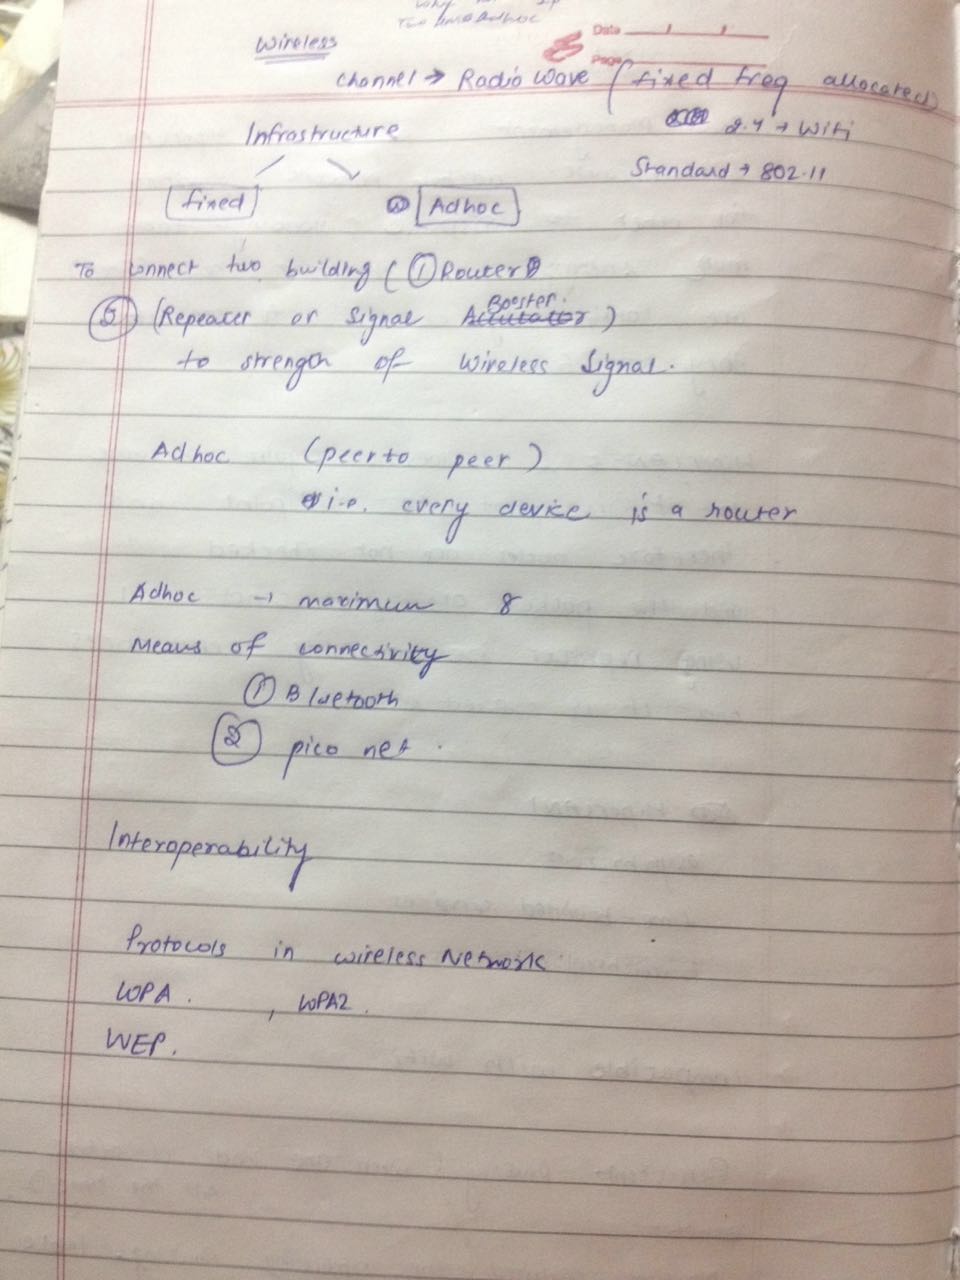 Two Adhoc
Date
Page
Wireless
channel → Radio Wave (fixed freq allocated)
2.4 → Wifi
Infrastructure
Standard → 802.11
fixed
Adhoc
To connect two building ( ① Router
(Repeater or Signal Booster)
to strength of Wireless Signal.
Adhoc (peer to peer)
i.e. every device is a router
Adhoc → maximum 8
Means of connectivity
① Bluetooth
② pico net.
Interoperability
Protocols in wireless Network
WPA. , WPA2.
WEP.